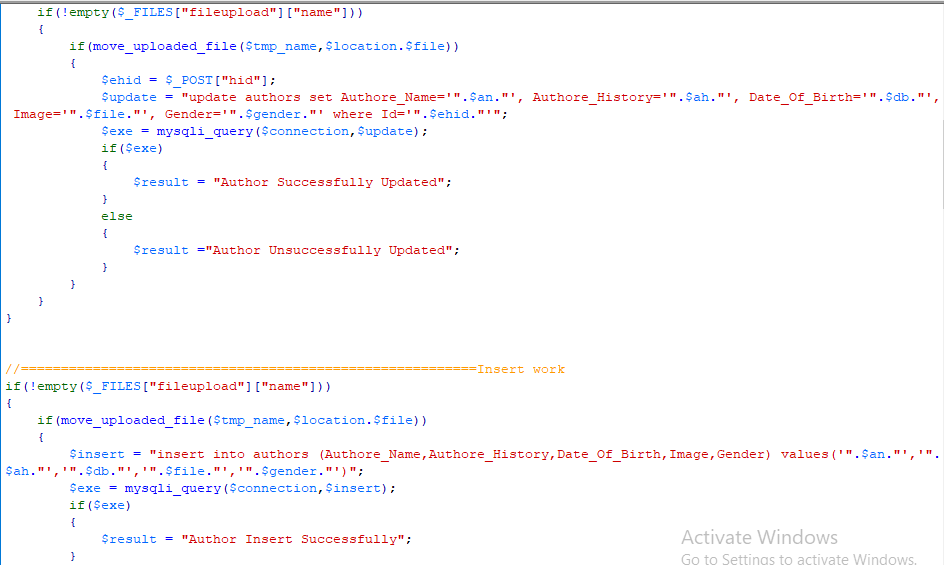 if(!empty($_FILES["fileupload"]["name"]))
{
if(move_uploaded_file($tmp_name,$location.$file))
{
$ehid = $_POST["hid"];
$update = "update authors set Authore_Name='".$an."', Authore_History='".$ah."', Date_Of_Birth='".$db."',
Image='".$file."', Gender='".$gender."' where Id='".$ehid."'";
$exe = mysqli_query($connection,$update);
if($exe)
{
$result = "Author Successfully Updated";
}
else
{
$result ="Author Unsuccessfully Updated";
}
}
}
}
//=========================================================Insert work
if(!empty($_FILES["fileupload"]["name"]))
{
if(move_uploaded_file($tmp_name,$location.$file))
{
$insert = "insert into authors (Authore_Name,Authore_History,Date_Of_Birth,Image,Gender) values('".$an."','".
$ah."','".$db."','".$file."','".$gender."')";
$exe = mysqli_query($connection,$insert);
if($exe)
{
$result = "Author Insert Successfully";
}
Activate Windows
Go to Settings to activate Windows.